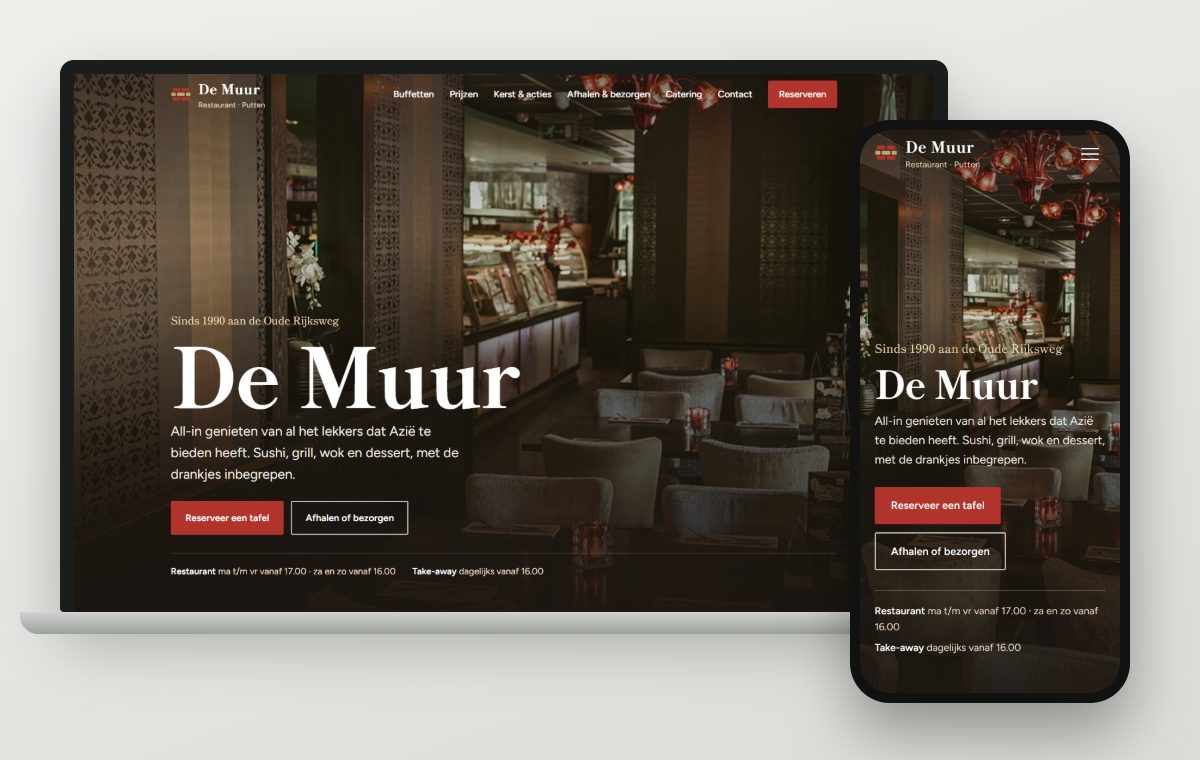 De Muur
Restaurant · Putten
Buffetten Prijzen Kerst & acties Afhalen & bezorgen Catering Contact Reserveren
Sinds 1990 aan de Oude Rijksweg
De Muur
All-in genieten van al het lekkers dat Azië te
bieden heeft. Sushi, grill, wok en dessert, met de
drankjes inbegrepen.
Reserveer een tafel Afhalen of bezorgen
Restaurant ma t/m vr vanaf 17.00 · za en zo vanaf 16.00 Take-away dagelijks vanaf 16.00
De Muur
Restaurant · Putten
Sinds 1990 aan de Oude Rijksweg
De Muur
All-in genieten van al het lekkers dat Azië
te bieden heeft. Sushi, grill, wok en dessert,
met de drankjes inbegrepen.
Reserveer een tafel
Afhalen of bezorgen
Restaurant ma t/m vr vanaf 17.00 · za en zo vanaf
16.00
Take-away dagelijks vanaf 16.00